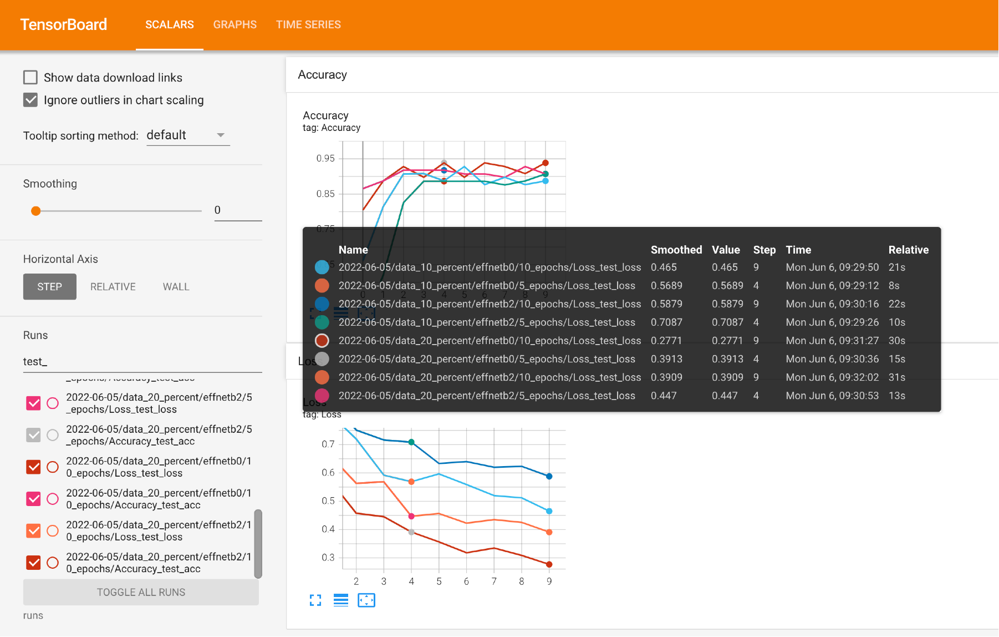 TensorBoard
SCALARS GRAPHS TIME SERIES
Show data download links
Ignore outliers in chart scaling
Tooltip sorting method: default
Smoothing
0
Horizontal Axis
STEP RELATIVE WALL
Runs
test_
_epochs/Accuracy_test_acc
2022-06-05/data_20_percent/effnetb2/5
_epochs/Loss_test_loss
2022-06-05/data_20_percent/effnetb2/5
_epochs/Accuracy_test_acc
2022-06-05/data_20_percent/effnetb0/1
0_epochs/Loss_test_loss
2022-06-05/data_20_percent/effnetb0/1
0_epochs/Accuracy_test_acc
2022-06-05/data_20_percent/effnetb2/1
0_epochs/Loss_test_loss
2022-06-05/data_20_percent/effnetb2/1
0_epochs/Accuracy_test_acc
TOGGLE ALL RUNS
runs
Accuracy
Accuracy
tag: Accuracy
0.95
0.85
0.75
0 1 2 3 4 5 6 7 8 9
Name Smoothed Value Step Time Relative
2022-06-05/data_10_percent/effnetb0/10_epochs/Loss_test_loss 0.465 0.465 9 Mon Jun 6, 09:29:50 21s
2022-06-05/data_10_percent/effnetb0/5_epochs/Loss_test_loss 0.5689 0.5689 4 Mon Jun 6, 09:29:12 8s
2022-06-05/data_10_percent/effnetb2/10_epochs/Loss_test_loss 0.5879 0.5879 9 Mon Jun 6, 09:30:16 22s
2022-06-05/data_10_percent/effnetb2/5_epochs/Loss_test_loss 0.7087 0.7087 4 Mon Jun 6, 09:29:26 10s
2022-06-05/data_20_percent/effnetb0/10_epochs/Loss_test_loss 0.2771 0.2771 9 Mon Jun 6, 09:31:27 30s
2022-06-05/data_20_percent/effnetb0/5_epochs/Loss_test_loss 0.3913 0.3913 4 Mon Jun 6, 09:30:36 15s
2022-06-05/data_20_percent/effnetb2/10_epochs/Loss_test_loss 0.3909 0.3909 9 Mon Jun 6, 09:32:02 31s
2022-06-05/data_20_percent/effnetb2/5_epochs/Loss_test_loss 0.447 0.447 4 Mon Jun 6, 09:30:53 13s
Loss
Loss
tag: Loss
0.7
0.6
0.5
0.4
0.3
2 3 4 5 6 7 8 9